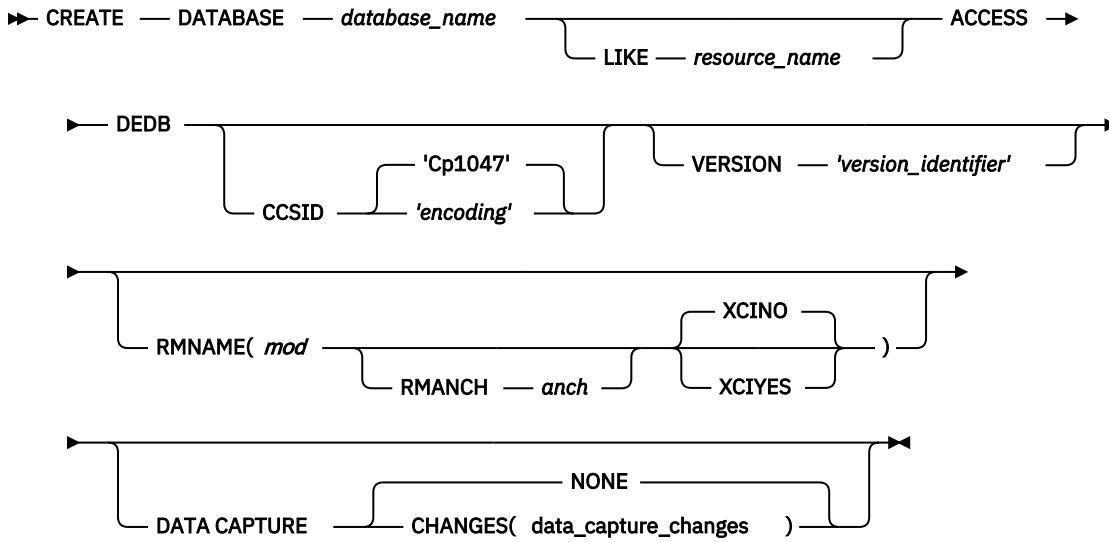 CREATE DATABASE database_name ACCESS
LIKE resource_name
DEDB
'Cp1047' VERSION 'version_identifier'
CCSID 'encoding'
XCINO
RMNAME( mod )
RMANCH anch XCIYES
NONE
DATA CAPTURE CHANGES( data_capture_changes )